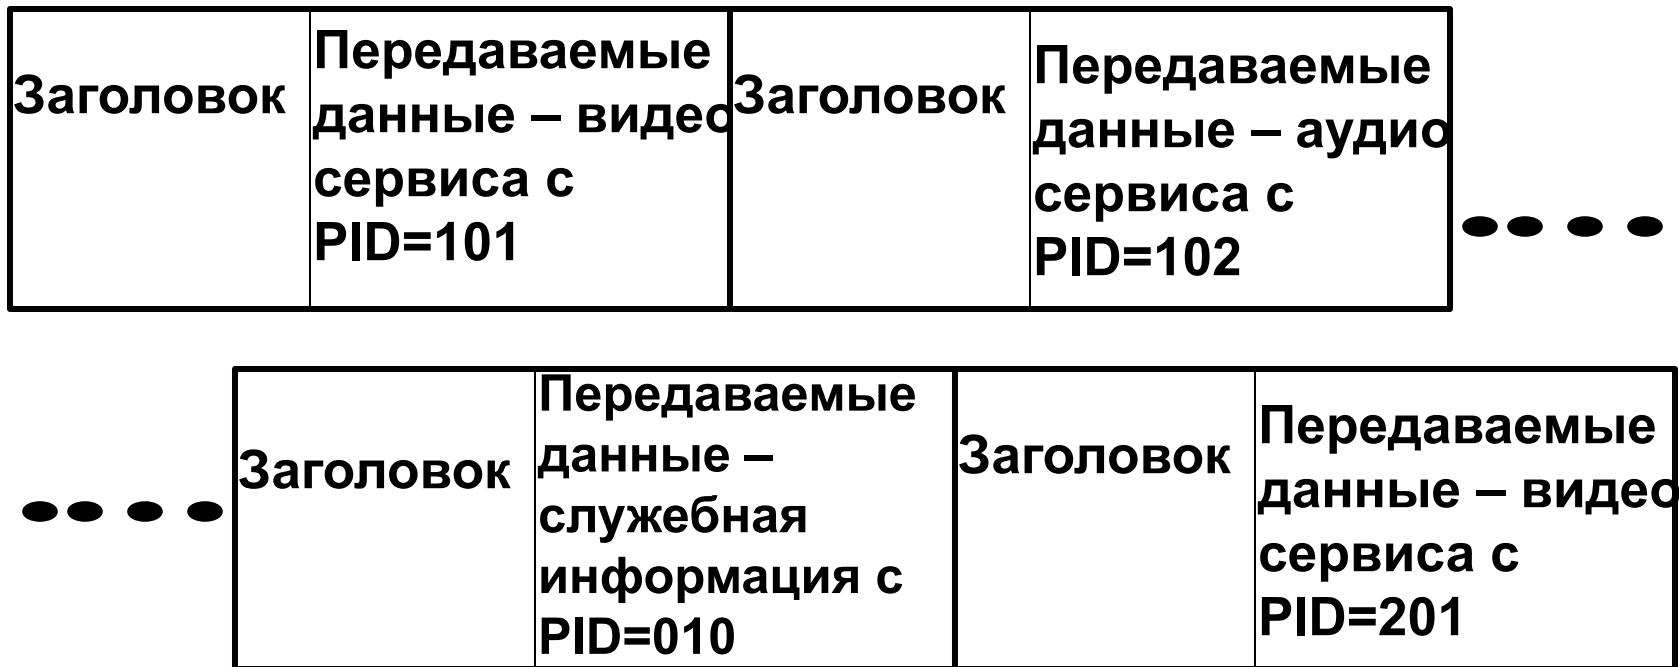 Заголовок
Передаваемые
данные – видео
сервиса с
PID=101
Заголовок
Передаваемые
данные – аудио
сервиса с
PID=102
Заголовок
Передаваемые
данные –
служебная
информация с
PID=010
Заголовок
Передаваемые
данные – видео
сервиса с
PID=201